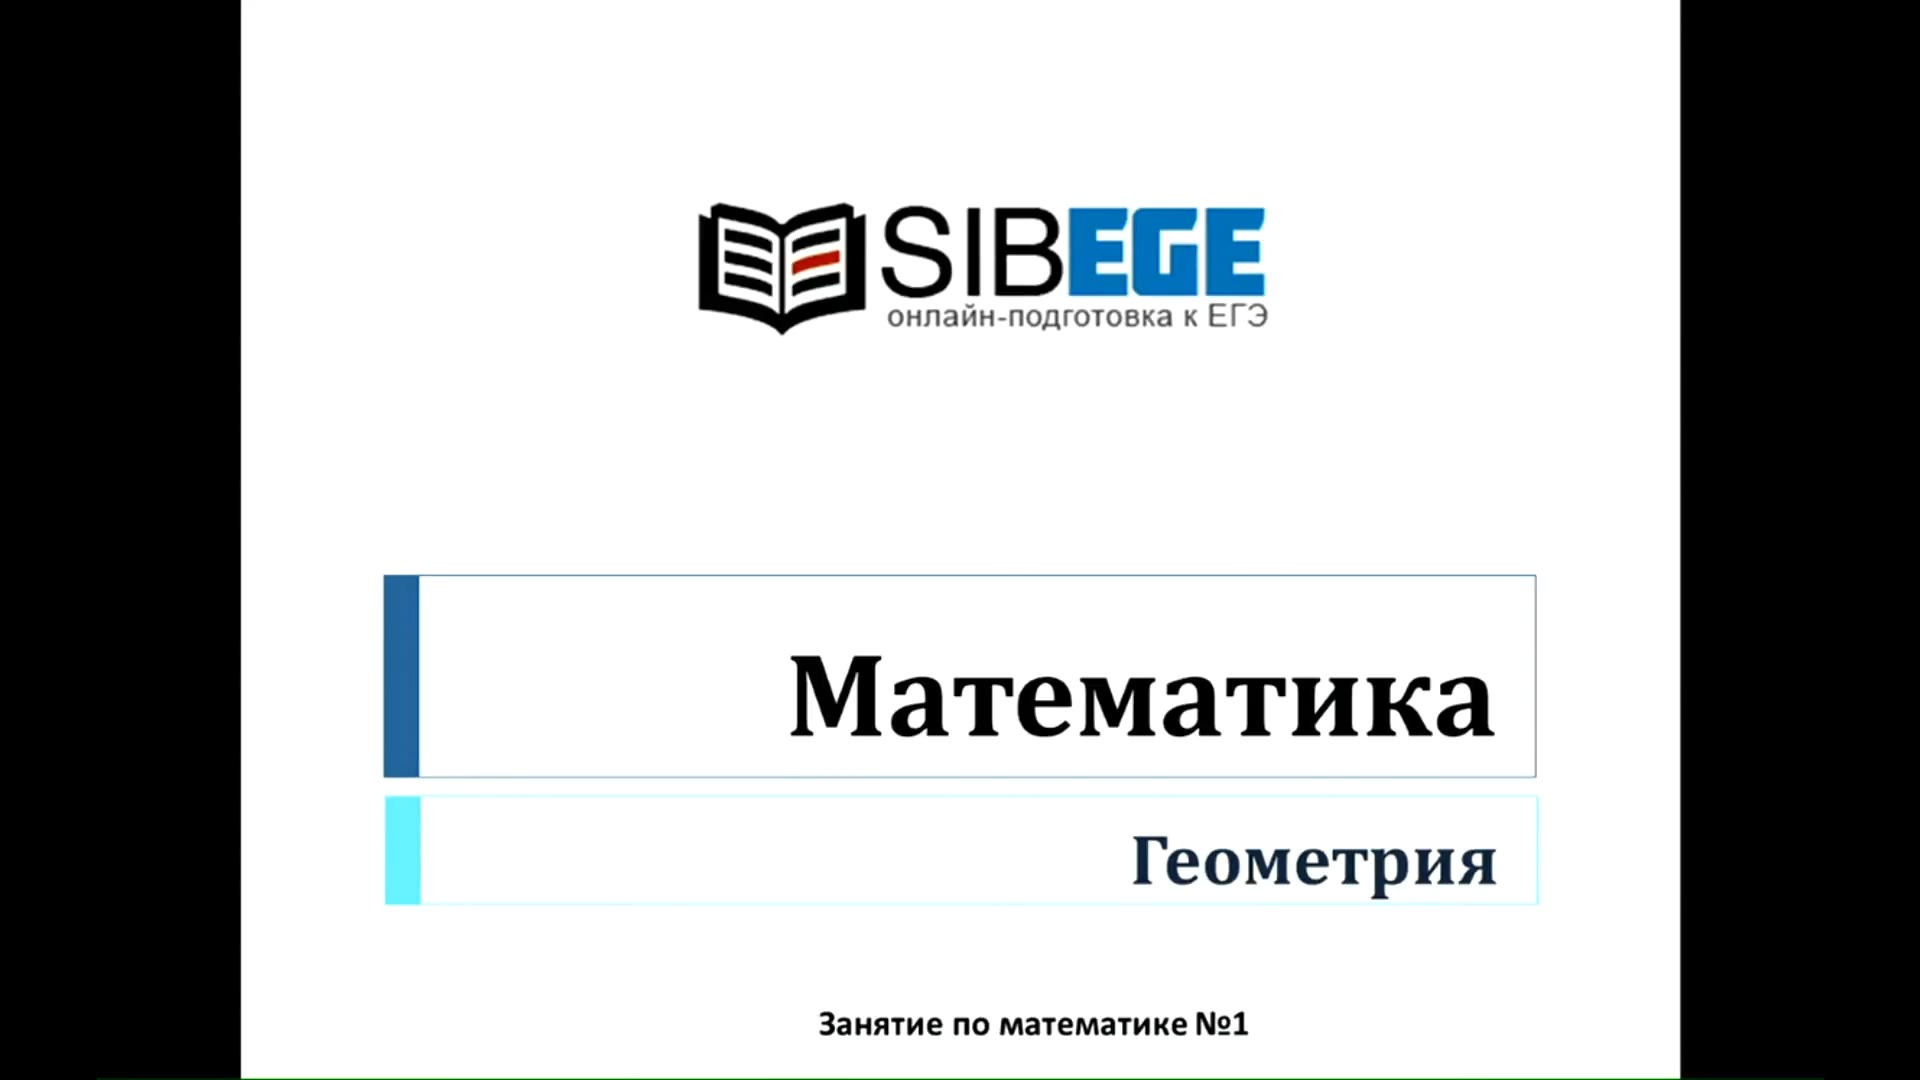 SIBEGE
онлайн-подготовка к ЕГЭ
Математика
Геометрия
Занятие по математике №1